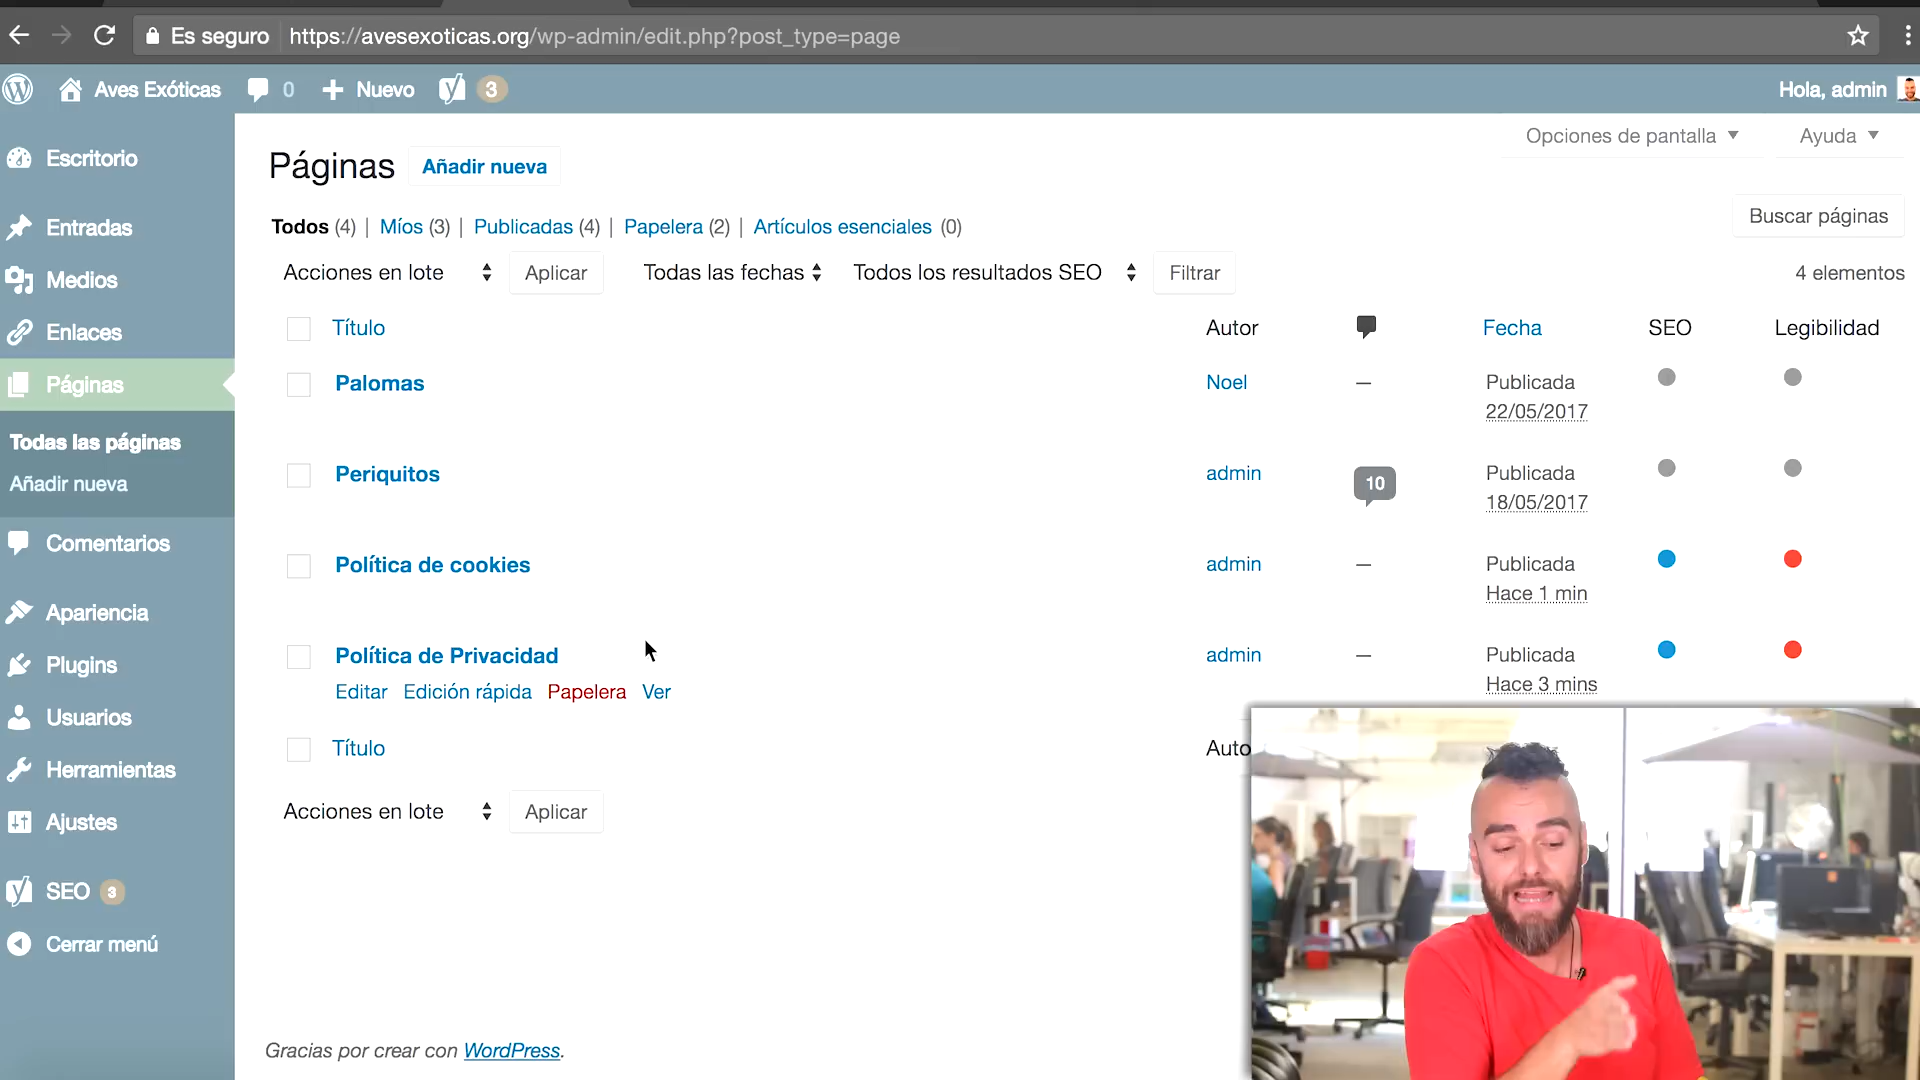 Es seguro https://avesexoticas.org/wp-admin/edit.php?post_type=page
Aves Exóticas 0 Nuevo 3 Hola, admin
Opciones de pantalla Ayuda
Escritorio
Entradas
Medios
Enlaces
Páginas
Todas las páginas
Añadir nueva
Comentarios
Apariencia
Plugins
Usuarios
Herramientas
Ajustes
SEO 3
Cerrar menú
Páginas Añadir nueva
Todos (4) | Míos (3) | Publicadas (4) | Papelera (2) | Artículos esenciales (0)
Buscar páginas
Acciones en lote Aplicar Todas las fechas Todos los resultados SEO Filtrar 4 elementos
Título Autor Fecha SEO Legibilidad
Palomas Noel — Publicada
22/05/2017
Periquitos admin 10 Publicada
18/05/2017
Política de cookies admin — Publicada
Hace 1 min
Política de Privacidad admin — Publicada
Editar Edición rápida Papelera Ver Hace 3 mins
Título Auto
Acciones en lote Aplicar
Gracias por crear con WordPress.